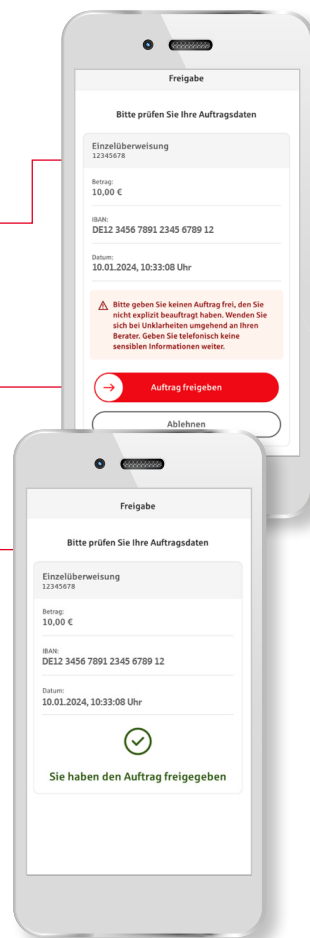 Freigabe
Bitte prüfen Sie Ihre Auftragsdaten
Einzelüberweisung
12345678
Betrag:
10,00 €
IBAN:
DE12 3456 7891 2345 6789 12
Datum:
10.01.2024, 10:33:08 Uhr
Bitte geben Sie keinen Auftrag frei, den Sie
nicht explizit beauftragt haben. Wenden Sie
sich bei Unklarheiten umgehend an Ihren
Berater. Geben Sie telefonisch keine
sensiblen Informationen weiter.
Auftrag freigeben
Ablehnen
Freigabe
Bitte prüfen Sie Ihre Auftragsdaten
Einzelüberweisung
12345678
Betrag:
10,00 €
IBAN:
DE12 3456 7891 2345 6789 12
Datum:
10.01.2024, 10:33:08 Uhr
Sie haben den Auftrag freigegeben